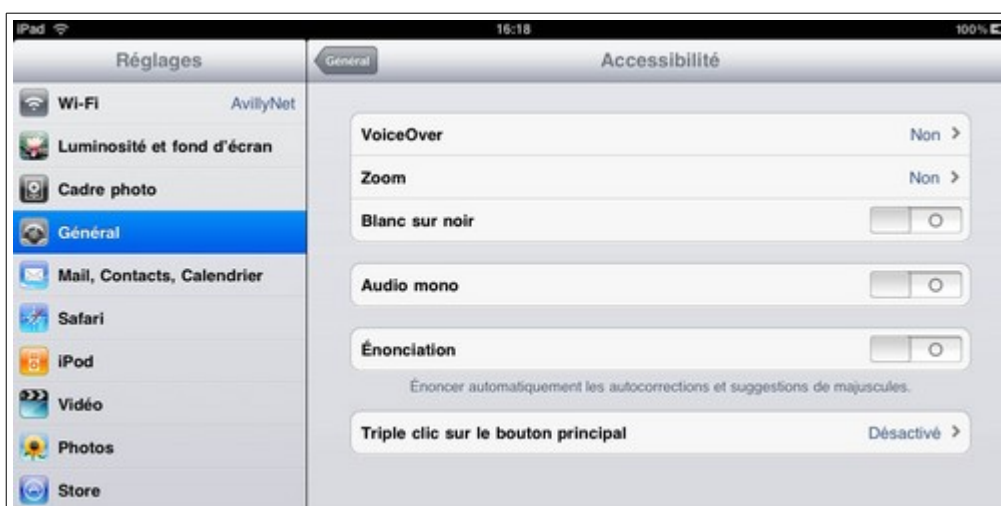 iPad 16:18 100%
Réglages Général Accessibilité
Wi-Fi AvillyNet
Luminosité et fond d'écran
Cadre photo
Général
Mail, Contacts, Calendrier
Safari
iPod
Vidéo
Photos
Store
VoiceOver Non
Zoom Non
Blanc sur noir
Audio mono
Énonciation
Énoncer automatiquement les autocorrections et suggestions de majuscules.
Triple clic sur le bouton principal Désactivé